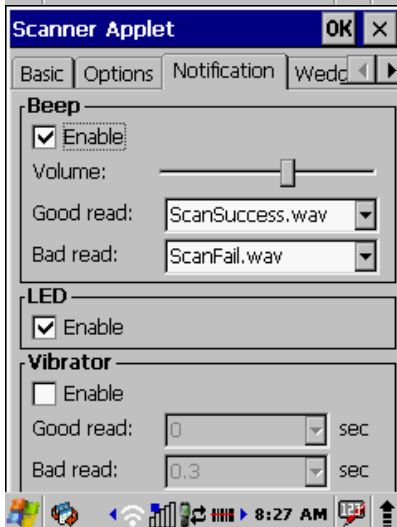 Scanner Applet OK ×
Basic Options Notification Wedg
Beep
Enable
Volume:
Good read: ScanSuccess.wav
Bad read: ScanFail.wav
LED
Enable
Vibrator
Enable
Good read: 0 sec
Bad read: 0.3 sec
8:27 AM 123